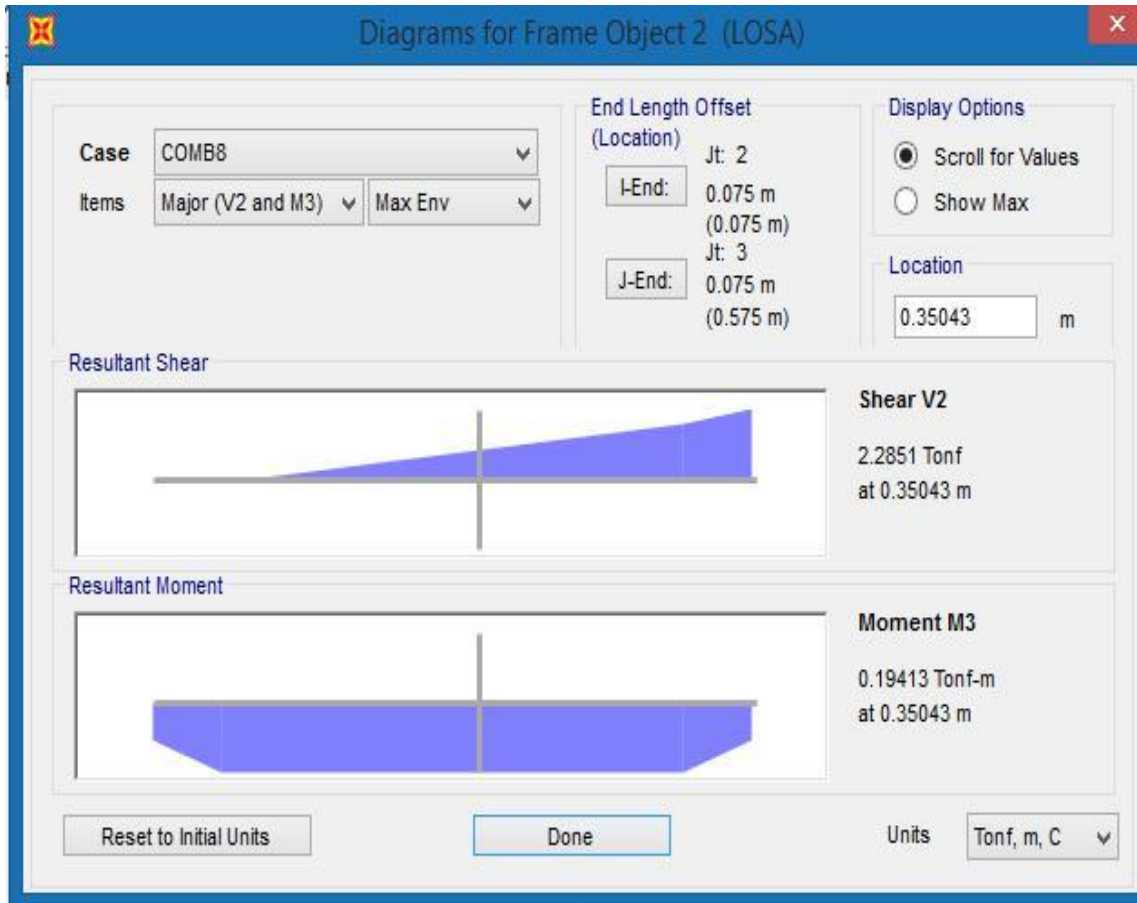 Diagrams for Frame Object 2 (LOSA)
x
Case
COMB8
Items
Major (V2 and M3)
Max Env
End Length Offset
(Location)
I-End:
Jt: 2
0.075 m
(0.075 m)
J-End:
Jt: 3
0.075 m
(0.575 m)
Display Options
Scroll for Values
Show Max
Location
0.35043
m
Resultant Shear
Shear V2
2.2851 Tonf
at 0.35043 m
Resultant Moment
Moment M3
0.19413 Tonf-m
at 0.35043 m
Reset to Initial Units
Done
Units
Tonf, m, C